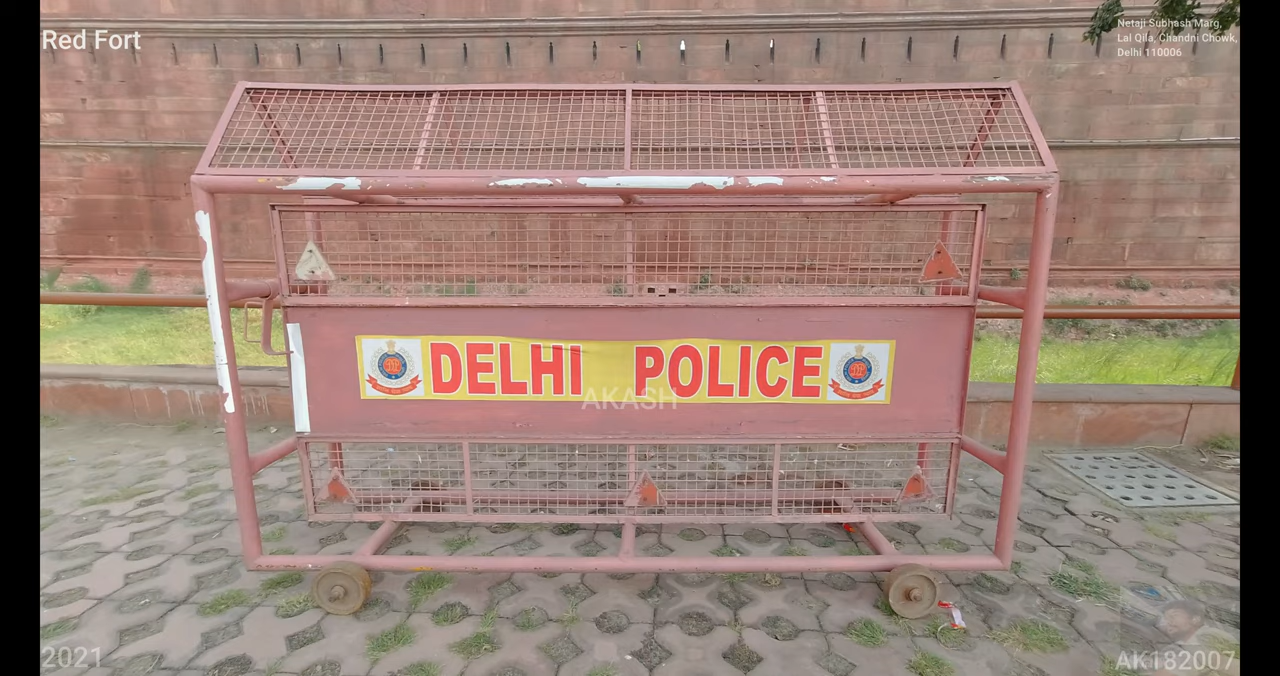 Red Fort
Netaji Subhash Marg,
Lal Qila, Chandni Chowk,
Delhi 110006
DELHI POLICE
AKASH
2021
AK182007